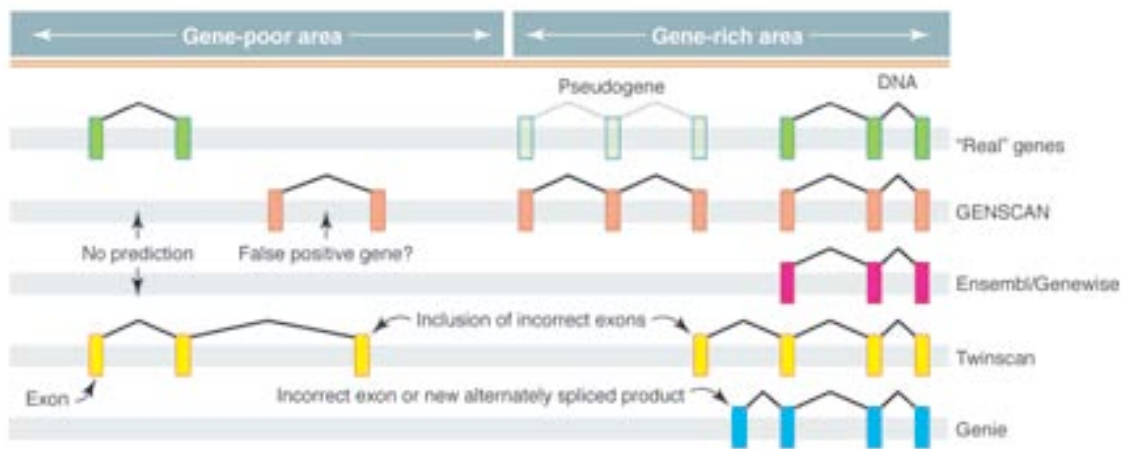 Gene-poor area
Gene-rich area
Pseudogene
DNA
"Real" genes
GENSCAN
No prediction
False positive gene?
Ensembl/Genewise
Inclusion of incorrect exons
Twinscan
Exon
Incorrect exon or new alternately spliced product
Genie